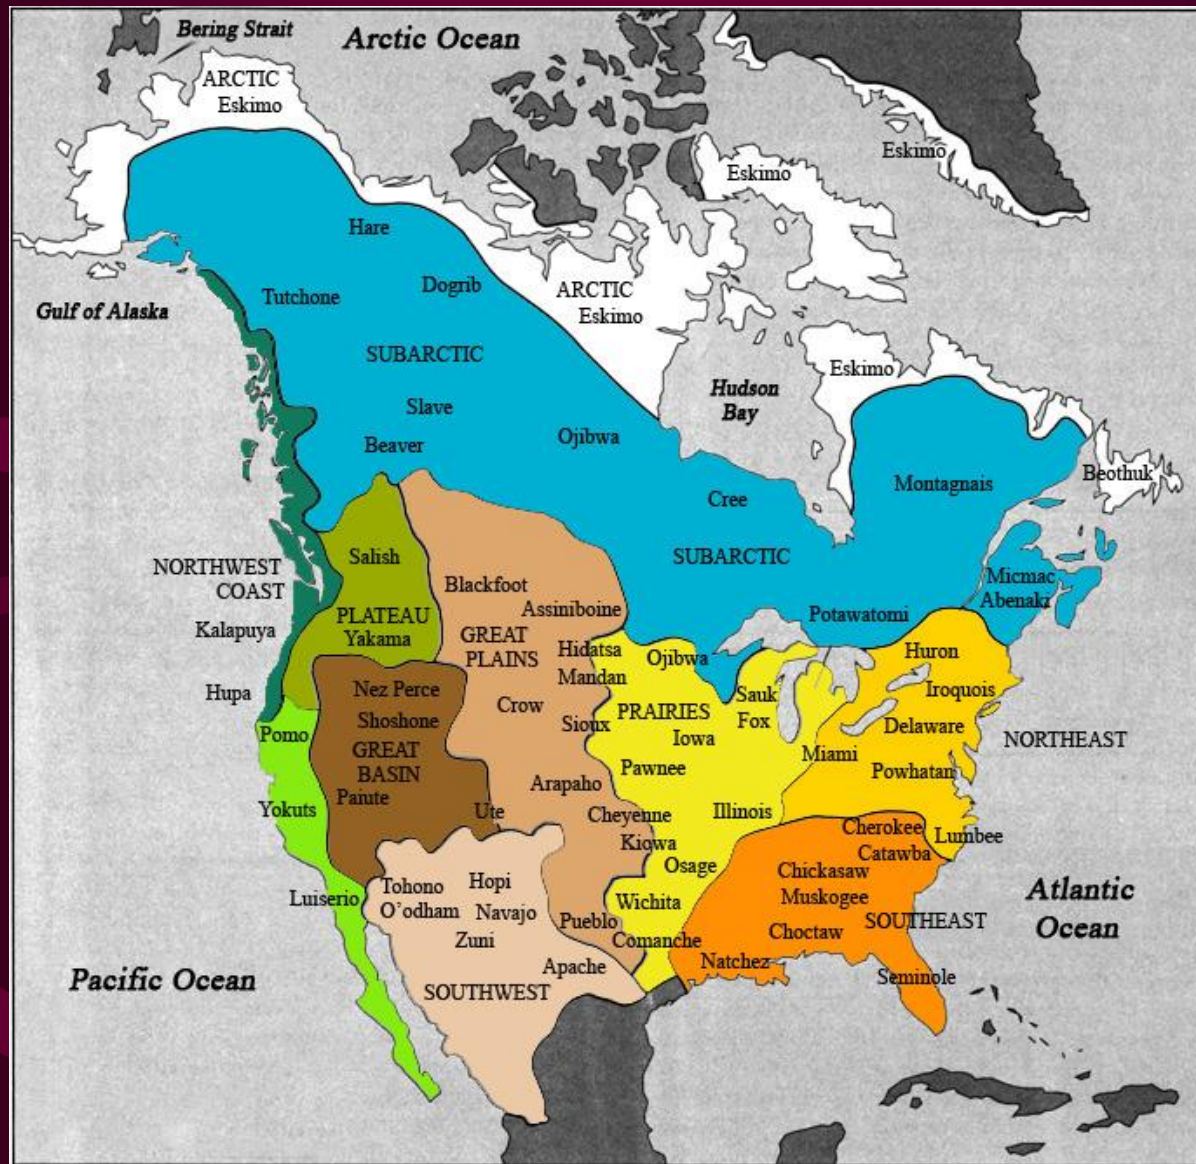 Bering Strait
Arctic Ocean
ARCTIC
Eskimo
Eskimo
Eskimo
Hare
Dogrib
Tutchone
ARCTIC
Eskimo
Gulf of Alaska
SUBARCTIC
Eskimo
Hudson
Bay
Slave
Ojibwa
Beaver
Montagnais
Beothuk
Cree
SUBARCTIC
Salish
NORTHWEST
COAST
Blackfoot
Micmac
Abenaki
Assiniboine
Potawatomi
PLATEAU
Yakama
Kalapuya
GREAT
PLAINS
Hidatsa
Mandan
Ojibwa
Huron
Iroquois
Hupa
Nez Perce
Crow
Sauk
Fox
Shoshone
Sioux
PRAIRIES
Iowa
Delaware
NORTHEAST
Pomo
GREAT
BASIN
Miami
Pawnee
Powhatan
Paiute
Arapaho
Yokuts
Ute
Cheyenne
Illinois
Kiowa
Cherokee
Catawba
Lumbee
Osage
Chickasaw
Muskogee
Luiserio
Tohono
O'odham
Hopi
Navajo
Zuni
Wichita
Pueblo
Comanche
Choctaw
SOUTHEAST
Atlantic
Ocean
Natchez
Apache
Seminole
Pacific Ocean
SOUTHWEST